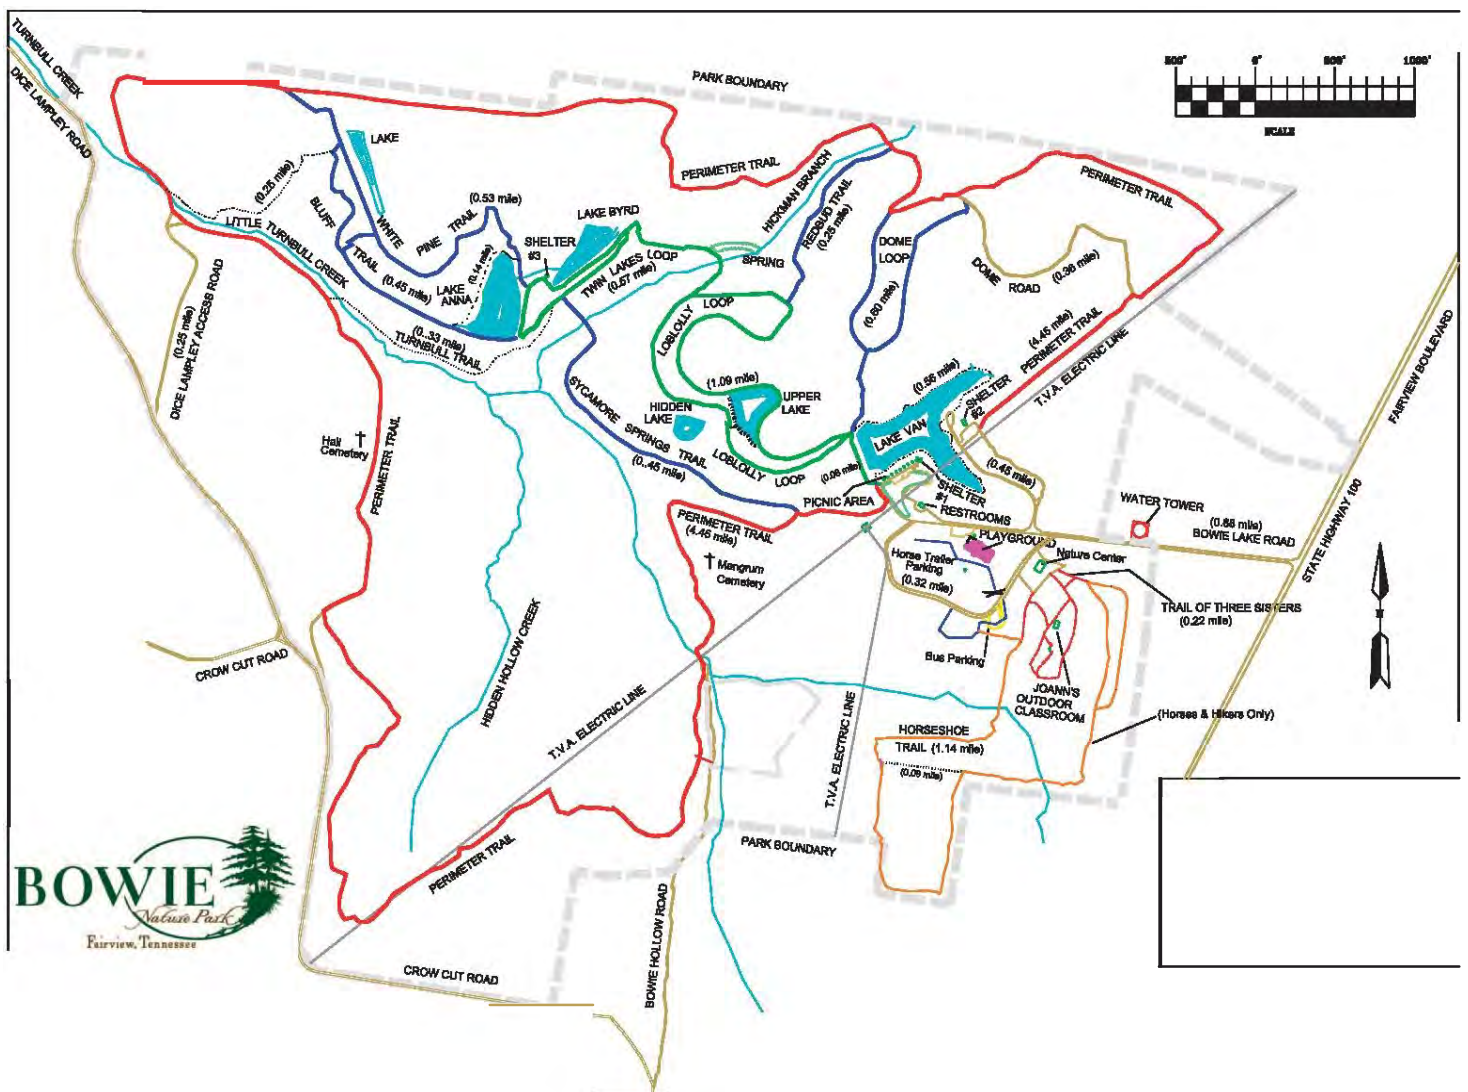 TURNBULL CREEK
DICE LAMPLEY ROAD
PARK BOUNDARY
500'
0'
500'
1000'
SCALE
LAKE
(0.25 mile)
BLUFF
TRAIL
(0.45 mile)
WHITE
PINE
TRAIL
(0.53 mile)
LAKE BYRD
SHELTER
#3
(0.14 mile)
LAKE
ANNA
TWIN LAKES
LOOP
(0.67 mile)
PERIMETER TRAIL
HICKMAN BRANCH
REDBUD TRAIL
(0.25 mile)
SPRING
DOME
LOOP
(0.60 mile)
PERIMETER TRAIL
DOME
ROAD
(0.36 mile)
(4.45 mile)
PERIMETER TRAIL
T.V.A. ELECTRIC LINE
LITTLE TURNBULL CREEK
(0..33 mile)
TURNBULL TRAIL
DICE LAMPLEY ACCESS ROAD
(0.25 mile)
LOBLOLLY
LOOP
(1.09 mile)
UPPER
LAKE
HIDDEN
LAKE
SYCAMORE
SPRINGS
TRAIL
(0..45 mile)
LOBLOLLY
LOOP
(0.56 mile)
SHELTER
#2
LAKE VAN
(0.45 mile)
(0.06 mile)
PICNIC AREA
SHELTER
#1
RESTROOMS
PLAYGROUND
FAIRVIEW BOULEVARD
STATE HIGHWAY 100
WATER TOWER
(0.68 mile)
BOWIE LAKE ROAD
Hall
Cemetery
PERIMETER TRAIL
PERIMETER TRAIL
(4.45 mile)
Mangrum
Cemetery
Horse Trailer
Parking
(0.32 mile)
Nature Center
TRAIL OF THREE SISTERS
(0.22 mile)
N
Bus Parking
JOANN'S
OUTDOOR
CLASSROOM
(Horses & Hikers Only)
CROW CUT ROAD
HIDDEN HOLLOW CREEK
T.V.A. ELECTRIC LINE
T.V.A. ELECTRIC LINE
HORSESHOE
TRAIL (1.14 mile)
(0.09 mile)
PERIMETER TRAIL
PARK BOUNDARY
BOWIE
Nature Park
Fairview, Tennessee
CROW CUT ROAD
BOWIE HOLLOW ROAD